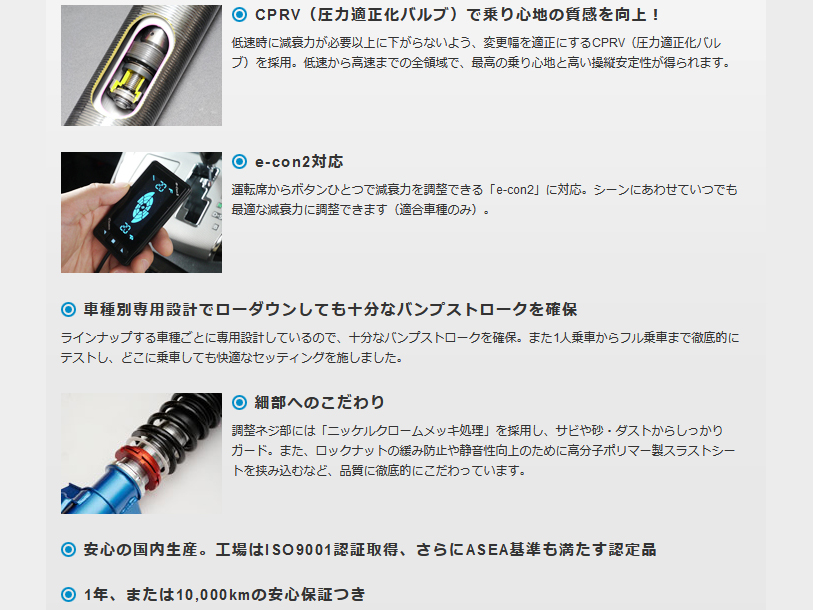 CPRV（圧力適正化バルブ）で乗り心地の質感を向上！
低速時に減衰力が必要以上に下がらないよう、変更幅を適正にするCPRV（圧力適正化バル
ブ）を採用。低速から高速までの全領域で、最高の乗り心地と高い操縦安定性が得られます。
e-con2対応
運転席からボタンひとつで減衰力を調整できる「e-con2」に対応。シーンにあわせていつでも
最適な減衰力に調整できます（適合車種のみ）。
車種別専用設計でローダウンしても十分なバンプストロークを確保
ラインナップする車種ごとに専用設計しているので、十分なバンプストロークを確保。また1人乗車からフル乗車まで徹底的に
テストし、どこに乗車しても快適なセッティングを施しました。
細部へのこだわり
調整ネジ部には「ニッケルクロームメッキ処理」を採用し、サビや砂・ダストからしっかり
ガード。また、ロックナットの緩み防止や静音性向上のために高分子ポリマー製スラストシー
トを挟み込むなど、品質に徹底的にこだわっています。
安心の国内生産。工場はISO9001認証取得、さらにASEA基準も満たす認定品
1年、または10,000kmの安心保証つき